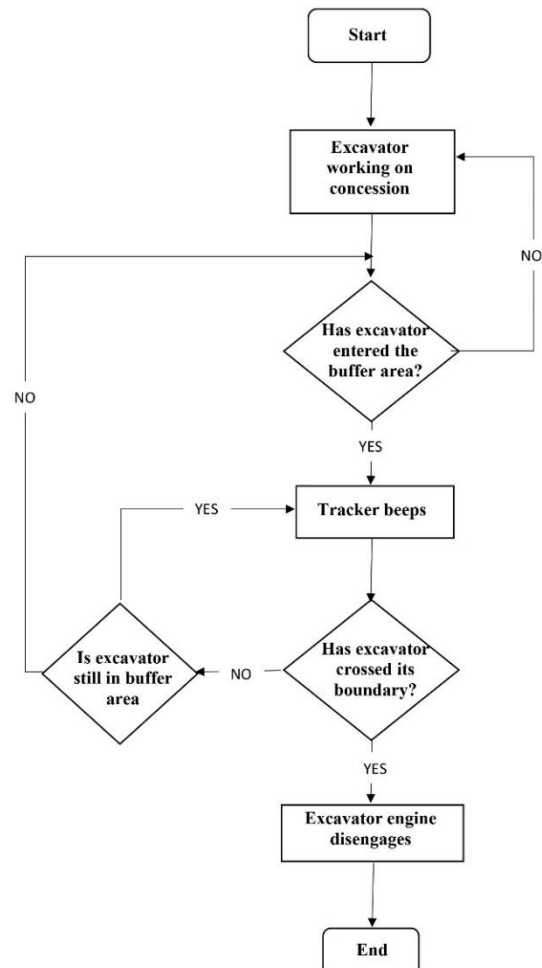 Start
Excavator
working on
concession
NO
Has excavator
entered the
buffer area?
NO
YES
YES
Tracker beeps
Is excavator
still in buffer
area
NO
Has excavator
crossed its
boundary?
YES
Excavator engine
disengages
End